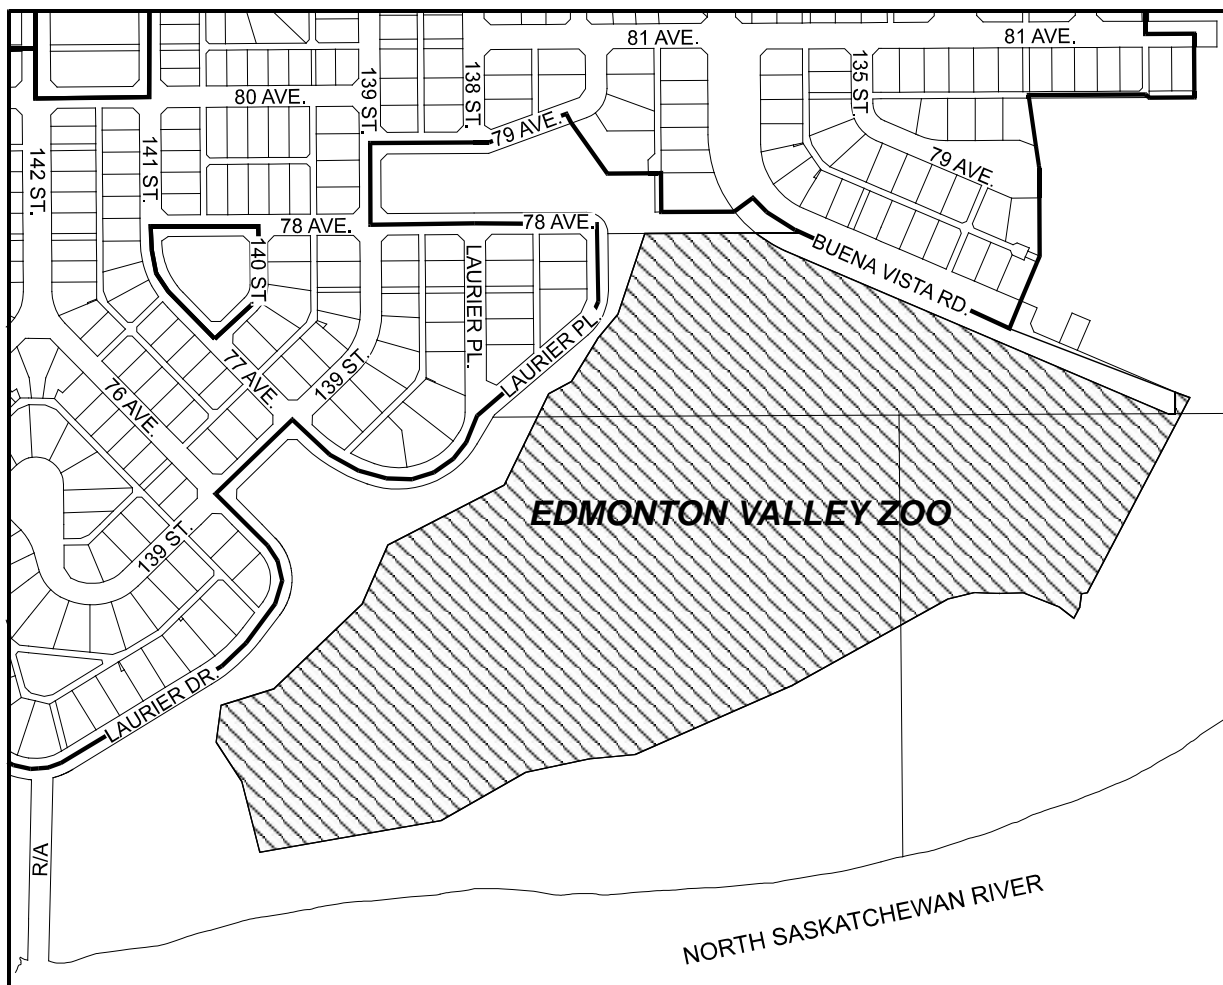 81 AVE.
81 AVE.
80 AVE.
139 ST.
138 ST.
135 ST
79 AVE.
79 AVE.
142 ST.
141 ST.
78 AVE.
78 AVE.
140 ST.
LAURIER PL.
BUENA VISTA RD.
LAURIER PL.
77 AVE.
139 ST.
76 AVE.
EDMONTON VALLEY ZOO
139 ST.
LAURIER DR.
R/A
NORTH SASKATCHEWAN RIVER